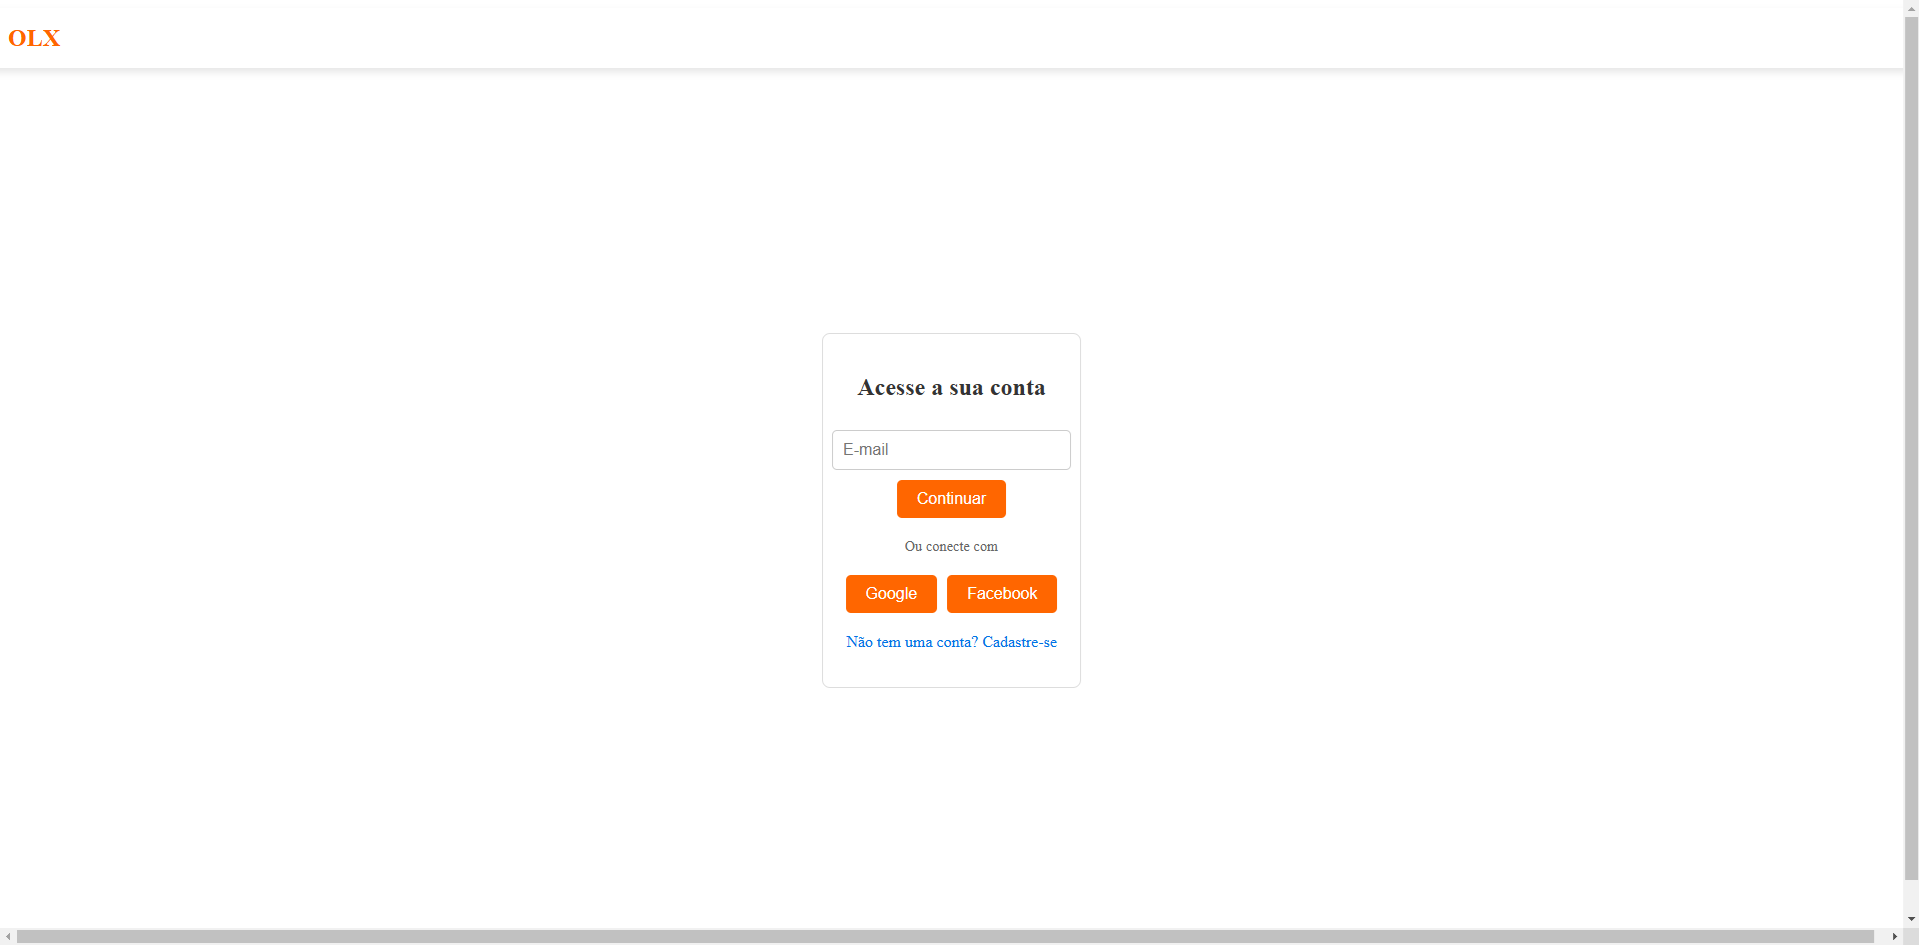 OLX
Acesse a sua conta
E-mail
Continuar
Ou conecte com
Google Facebook
Não tem uma conta? Cadastre-se